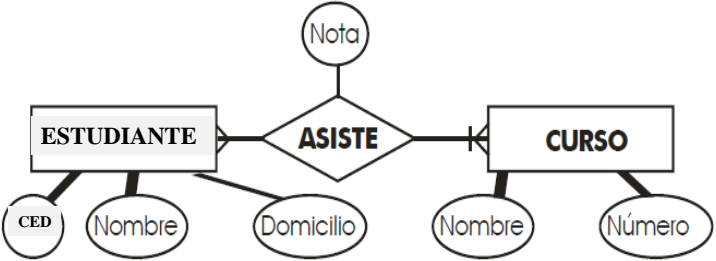 Nota
ESTUDIANTE
ASISTE
CURSO
CED
Nombre
Domicilio
Nombre
Número